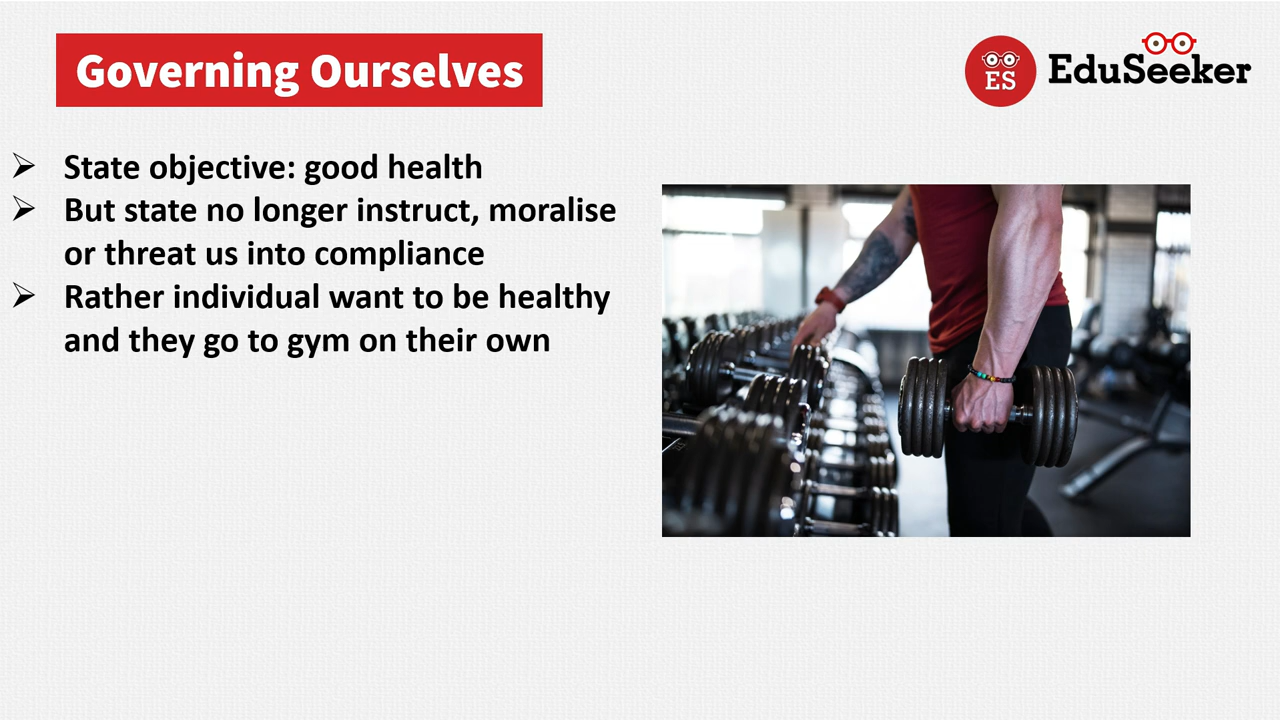 Governing Ourselves
ES
EduSeeker
➢ State objective: good health
➢ But state no longer instruct, moralise
or threat us into compliance
➢ Rather individual want to be healthy
and they go to gym on their own